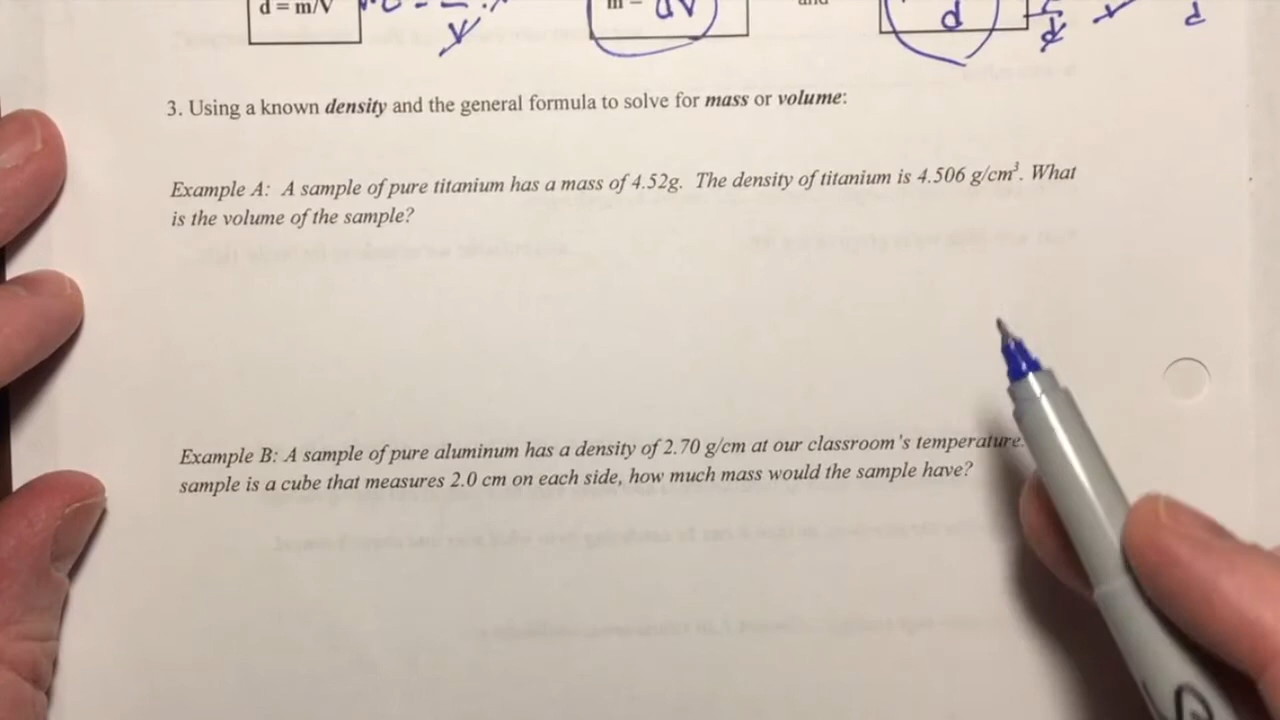 d = m/V m = dV and d d
3. Using a known density and the general formula to solve for mass or volume:
Example A: A sample of pure titanium has a mass of 4.52g. The density of titanium is 4.506 g/cm³. What
is the volume of the sample?
Example B: A sample of pure aluminum has a density of 2.70 g/cm at our classroom's temperature.
sample is a cube that measures 2.0 cm on each side, how much mass would the sample have?